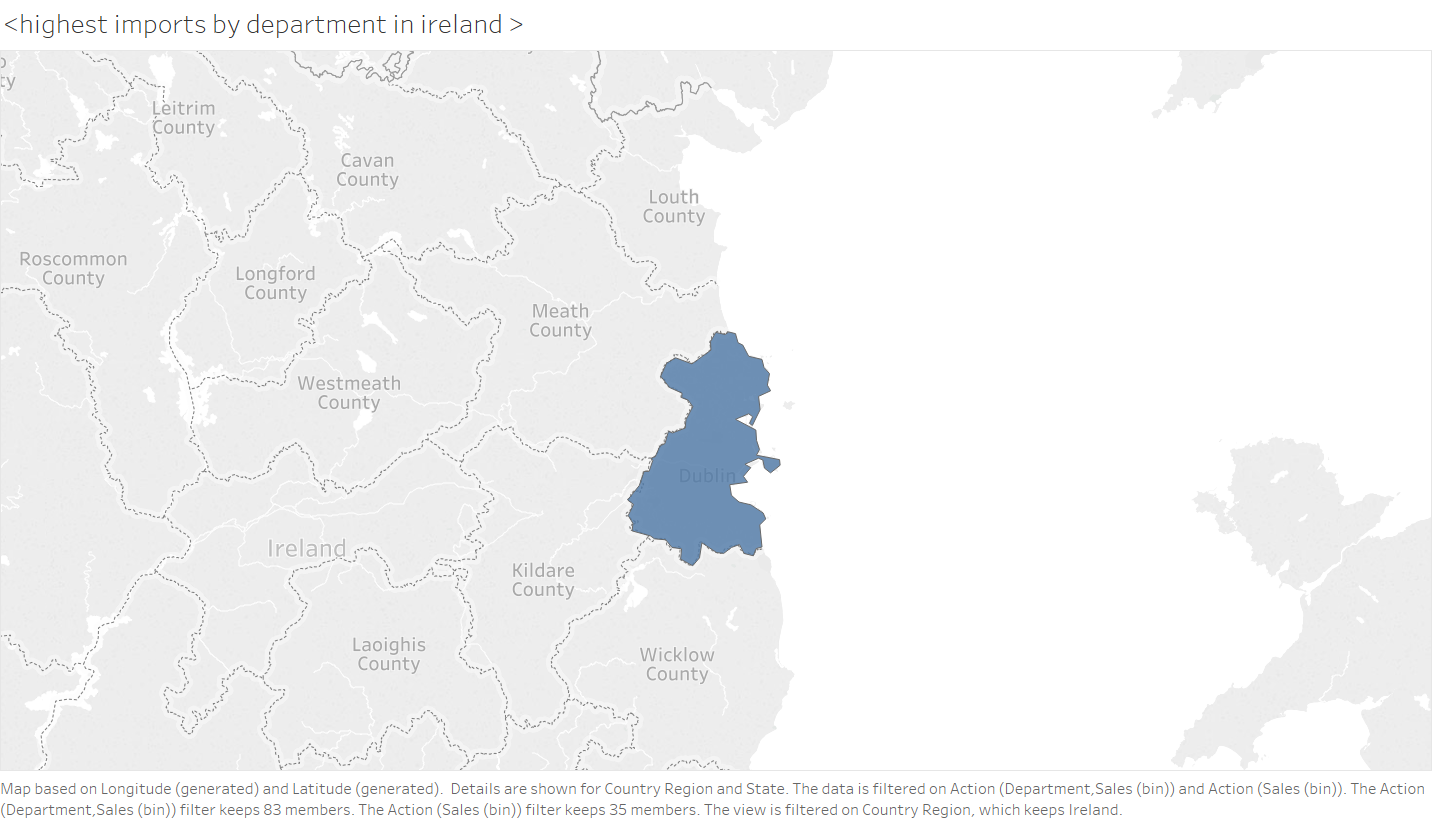 <highest imports by department in ireland >
o
ty
Leitrim
County
Cavan
County
Louth
County
Roscommon
County
Longford
County
Meath
County
Westmeath
County
Dublin
Ireland
Kildare
County
Laoighis
County
Wicklow
County
Map based on Longitude (generated) and Latitude (generated).  Details are shown for Country Region and State. The data is filtered on Action (Department,Sales (bin)) and Action (Sales (bin)). The Action
(Department,Sales (bin)) filter keeps 83 members. The Action (Sales (bin)) filter keeps 35 members. The view is filtered on Country Region, which keeps Ireland.